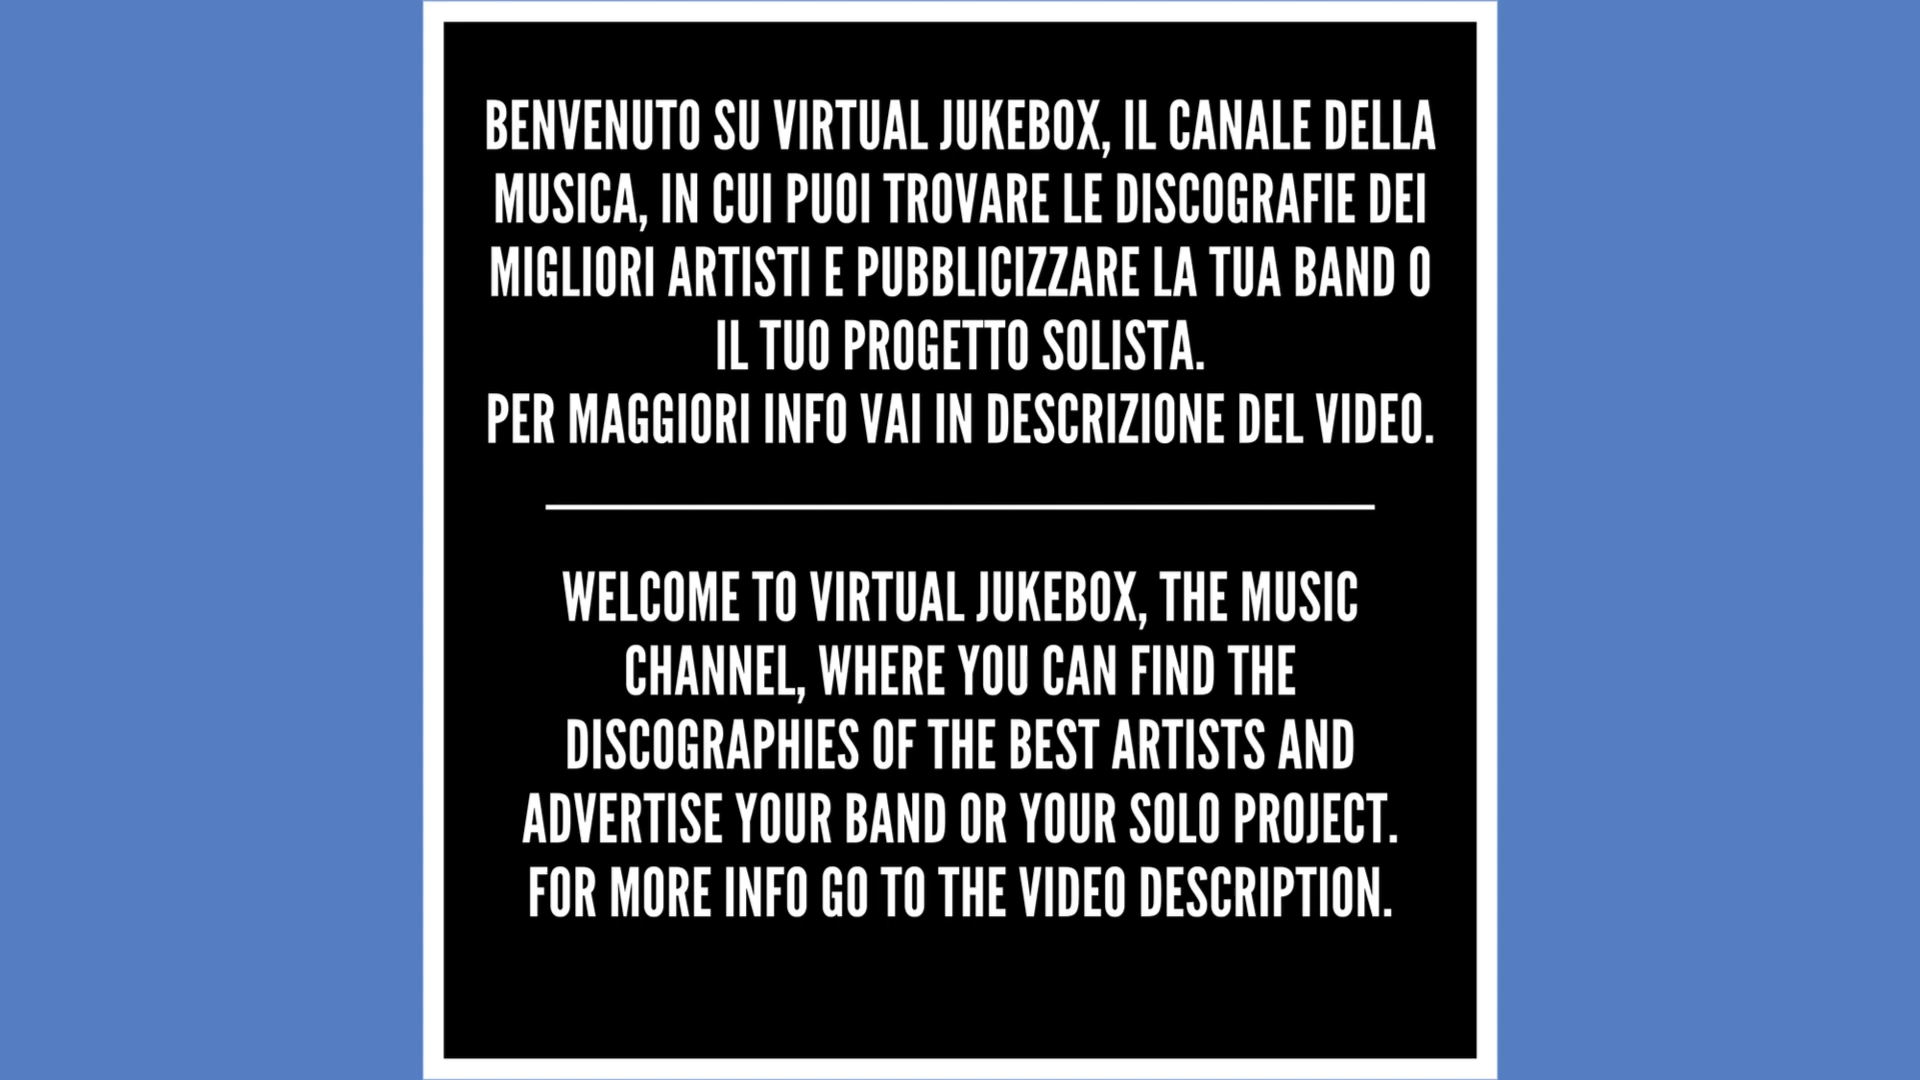 BENVENUTO SU VIRTUAL JUKEBOX, IL CANALE DELLA
MUSICA, IN CUI PUOI TROVARE LE DISCOGRAFIE DEI
MIGLIORI ARTISTI E PUBBLICIZZARE LA TUA BAND O
IL TUO PROGETTO SOLISTA.
PER MAGGIORI INFO VAI IN DESCRIZIONE DEL VIDEO.
WELCOME TO VIRTUAL JUKEBOX, THE MUSIC
CHANNEL, WHERE YOU CAN FIND THE
DISCOGRAPHIES OF THE BEST ARTISTS AND
ADVERTISE YOUR BAND OR YOUR SOLO PROJECT.
FOR MORE INFO GO TO THE VIDEO DESCRIPTION.